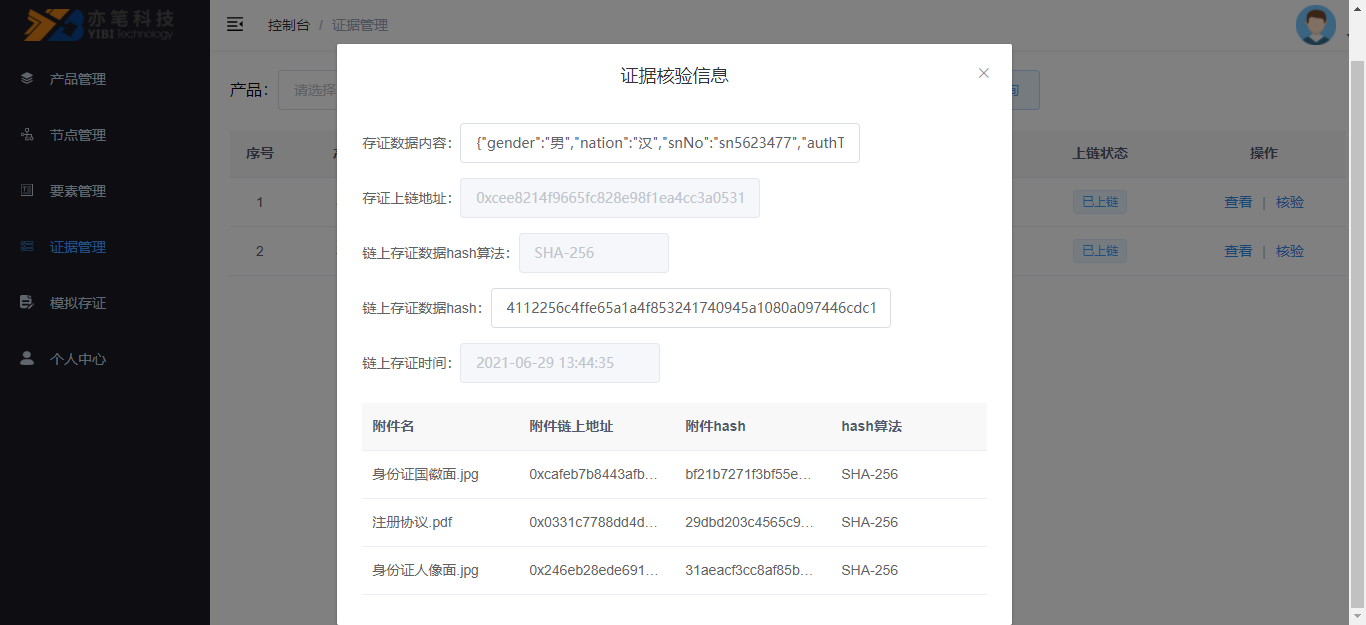 亦笔科技
YIBI Technology
控制台 / 证据管理
产品管理
节点管理
要素管理
证据管理
模拟存证
个人中心
产品：
请选择
序号
上链状态
操作
1
已上链
查看 | 核验
2
已上链
查看 | 核验
证据核验信息
存证数据内容：
{"gender":"男","nation":"汉","snNo":"sn5623477","authT
存证上链地址：
0xcee8214f9665fc828e98f1ea4cc3a0531
链上存证数据hash算法：
SHA-256
链上存证数据hash：
4112256c4ffe65a1a4f853241740945a1080a097446cdc1
链上存证时间：
2021-06-29 13:44:35
附件名 附件链上地址 附件hash hash算法
身份证国徽面.jpg 0xcafeb7b8443afb... bf21b7271f3bf55e... SHA-256
注册协议.pdf 0x0331c7788dd4d... 29dbd203c4565c9... SHA-256
身份证人像面.jpg 0x246eb28ede691... 31aeacf3cc8af85b... SHA-256